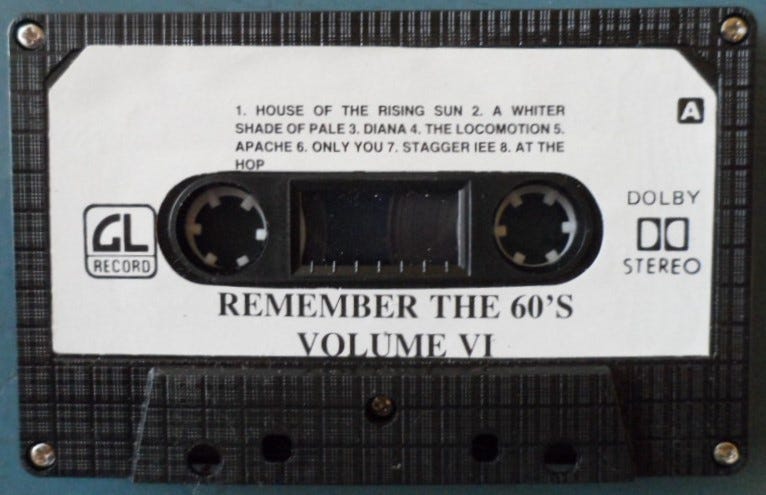 1. HOUSE OF THE RISING SUN 2. A WHITER
SHADE OF PALE 3. DIANA 4. THE LOCOMOTION 5.
APACHE 6. ONLY YOU 7. STAGGER IEE 8. AT THE
HOP
A
GL
RECORD
DOLBY
STEREO
REMEMBER THE 60'S
VOLUME VI